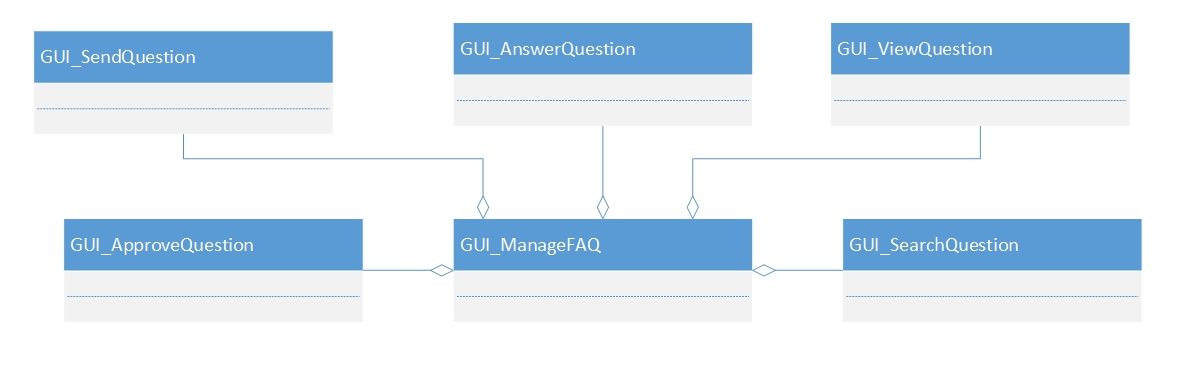 GUI_SendQuestion
GUI_AnswerQuestion
GUI_ViewQuestion
GUI_ApproveQuestion
GUI_ManageFAQ
GUI_SearchQuestion